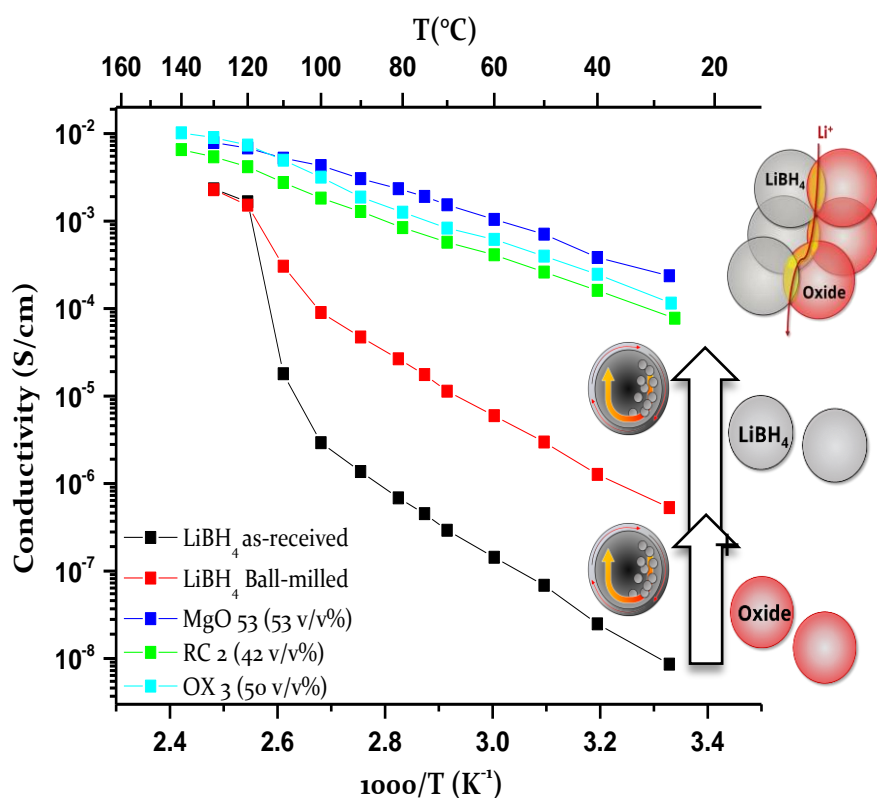 T(°C)
160 140 120 100 80 60 40 20
Conductivity (S/cm)
10⁻²
10⁻³
10⁻⁴
10⁻⁵
10⁻⁶
10⁻⁷
10⁻⁸
LiBH₄ as-received
LiBH₄ Ball-milled
MgO 53 (53 v/v%)
RC 2 (42 v/v%)
OX 3 (50 v/v%)
2.4 2.6 2.8 3.0 3.2 3.4
1000/T (K⁻¹)
Li⁺
LiBH₄
Oxide
LiBH₄
+
Oxide